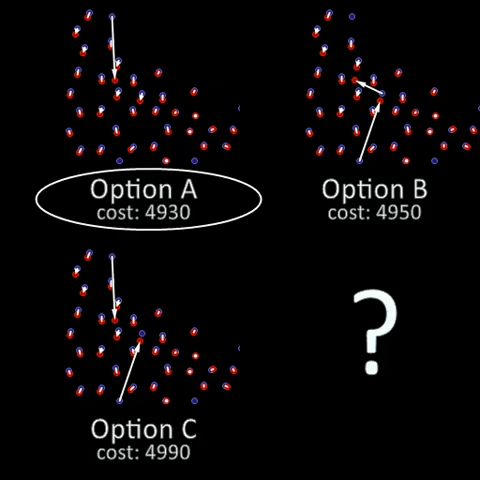 Option A
cost: 4930
Option B
cost: 4950
Option C
cost: 4990
?